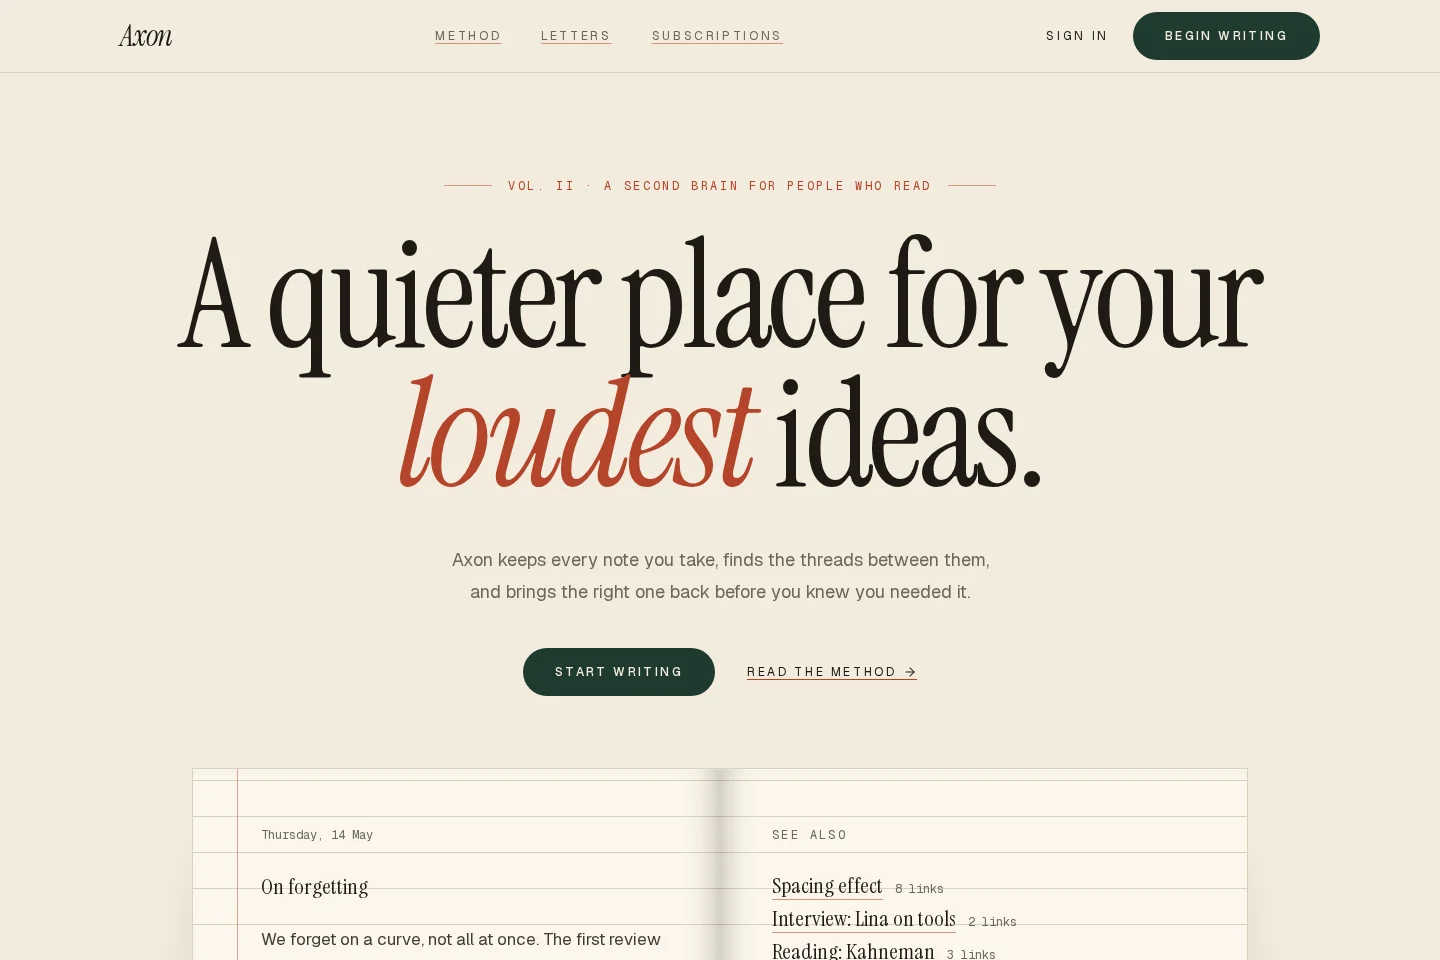 Axon
METHOD
LETTERS
SUBSCRIPTIONS
SIGN IN
BEGIN WRITING
VOL. II · A SECOND BRAIN FOR PEOPLE WHO READ
A quieter place for your
loudest ideas.
Axon keeps every note you take, finds the threads between them,
and brings the right one back before you knew you needed it.
START WRITING
READ THE METHOD →
Thursday, 14 May
On forgetting
We forget on a curve, not all at once. The first review
SEE ALSO
Spacing effect 8 links
Interview: Lina on tools 2 links
Reading: Kahneman 3 links